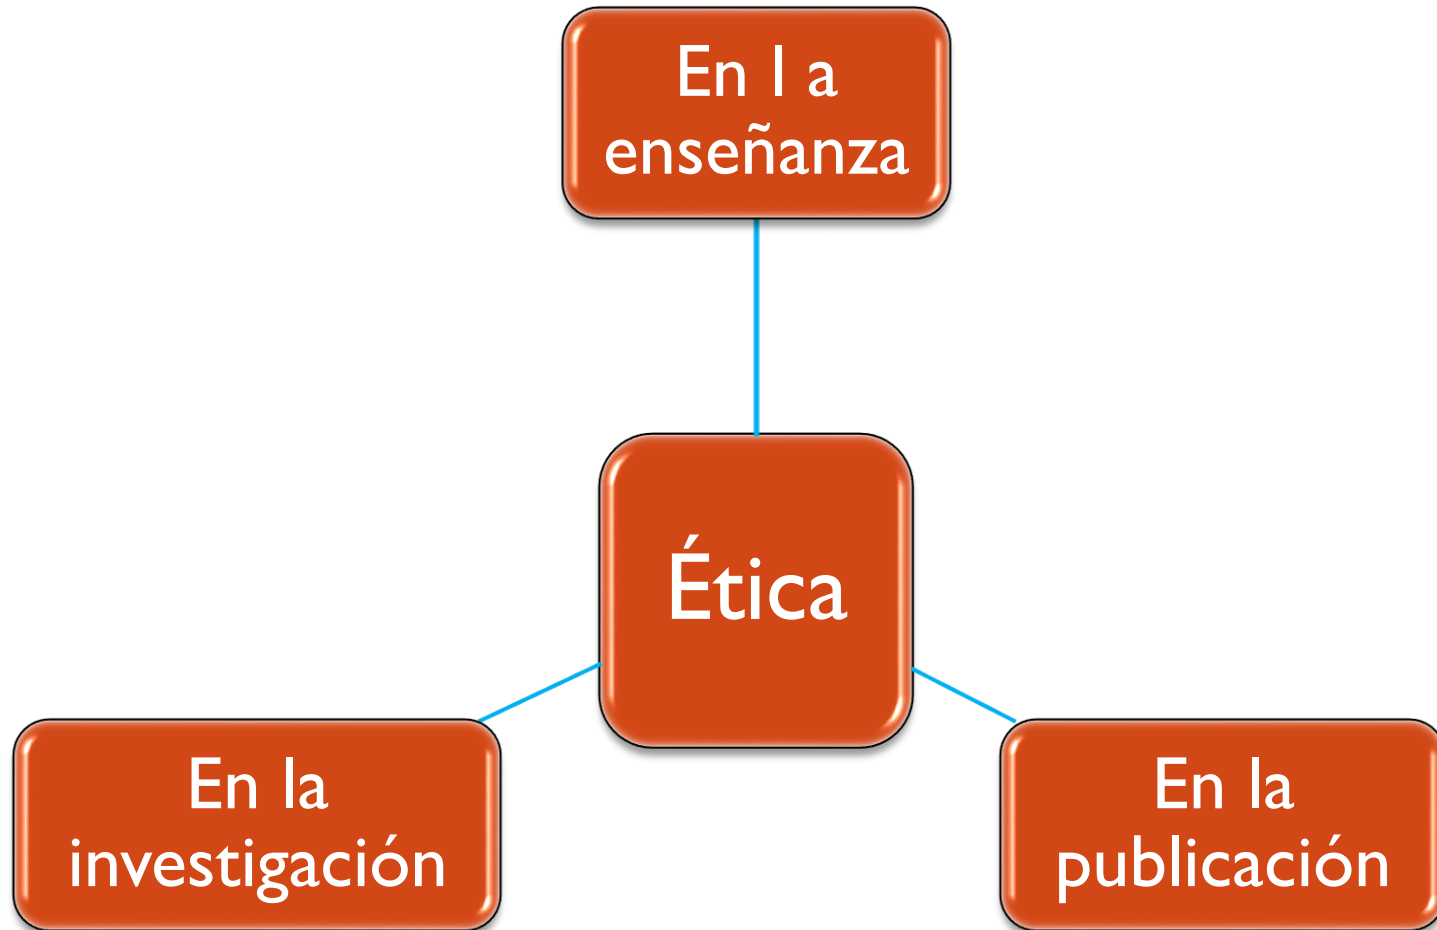 En l a
enseñanza
Ética
En la
investigación
En la
publicación